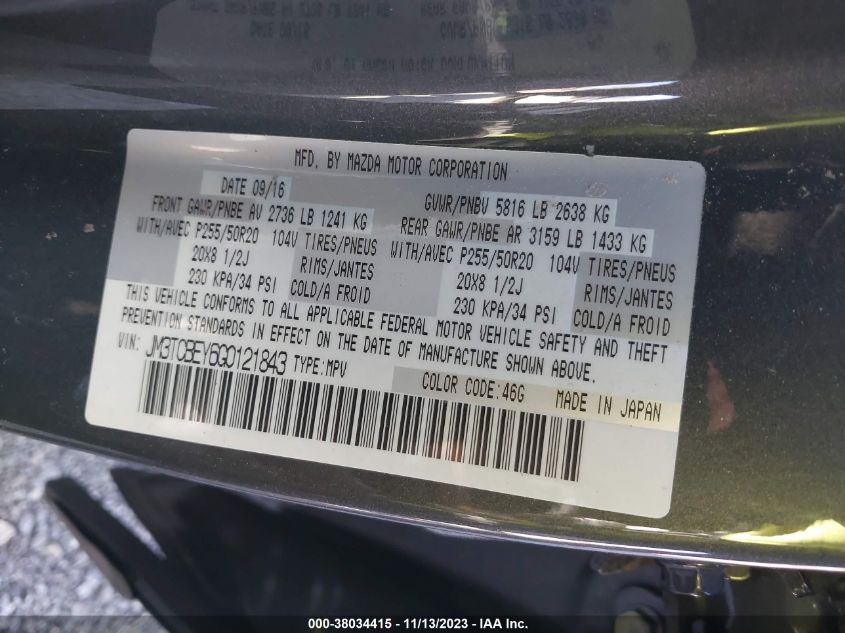 MFD. BY MAZDA MOTOR CORPORATION
DATE 09/16
GVWR/PNBV 5816 LB 2638 KG
FRONT GAWR/PNBE AV 2736 LB 1241 KG
REAR GAWR/PNBE AR 3159 LB 1433 KG
WITH/AVEC P255/50R20 104V TIRES/PNEUS
WITH/AVEC P255/50R20 104V TIRES/PNEUS
20X8 1/2J RIMS/JANTES
20X8 1/2J RIMS/JANTES
230 KPA/34 PSI COLD/A FROID
230 KPA/34 PSI COLD/A FROID
THIS VEHICLE CONFORMS TO ALL APPLICABLE FEDERAL MOTOR VEHICLE SAFETY AND THEFT
PREVENTION STANDARDS IN EFFECT ON THE DATE OF MANUFACTURE SHOWN ABOVE.
VIN: JM3TCBEY6G0121843 TYPE:MPV
COLOR CODE:46G MADE IN JAPAN
000-38034415 - 11/13/2023 - IAAI, Inc.